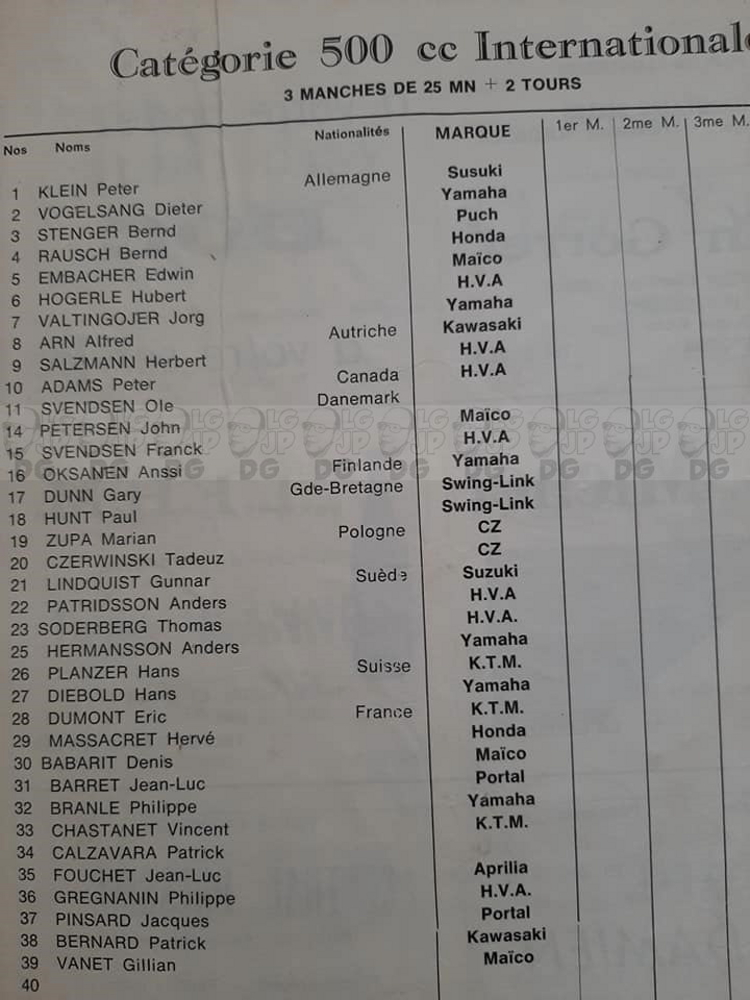 Catégorie 500 cc Internationale
3 MANCHES DE 25 MN + 2 TOURS
Nos Noms Nationalités MARQUE 1er M. 2me M. 3me M.
1 KLEIN Peter Allemagne Susuki
2 VOGELSANG Dieter Yamaha
3 STENGER Bernd Puch
4 RAUSCH Bernd Honda
5 EMBACHER Edwin Maïco
6 HOGERLE Hubert H.V.A
7 VALTINGOJER Jorg Yamaha
8 ARN Alfred Autriche Kawasaki
9 SALZMANN Herbert H.V.A
10 ADAMS Peter Canada H.V.A
11 SVENDSEN Ole Danemark
14 PETERSEN John Maïco
15 SVENDSEN Franck H.V.A
16 OKSANEN Anssi Finlande Yamaha
17 DUNN Gary Gde-Bretagne Swing-Link
18 HUNT Paul Swing-Link
19 ZUPA Marian Pologne CZ
20 CZERWINSKI Tadeuz CZ
21 LINDQUIST Gunnar Suède Suzuki
22 PATRIDSSON Anders H.V.A
23 SODERBERG Thomas H.V.A.
25 HERMANSSON Anders Yamaha
26 PLANZER Hans Suisse K.T.M.
27 DIEBOLD Hans Yamaha
28 DUMONT Eric France K.T.M.
29 MASSACRET Hervé Honda
30 BABARIT Denis Maïco
31 BARRET Jean-Luc Portal
32 BRANLE Philippe Yamaha
33 CHASTANET Vincent K.T.M.
34 CALZAVARA Patrick
35 FOUCHET Jean-Luc Aprilia
36 GREGNANIN Philippe H.V.A.
37 PINSARD Jacques Portal
38 BERNARD Patrick Kawasaki
39 VANET Gillian Maïco
40